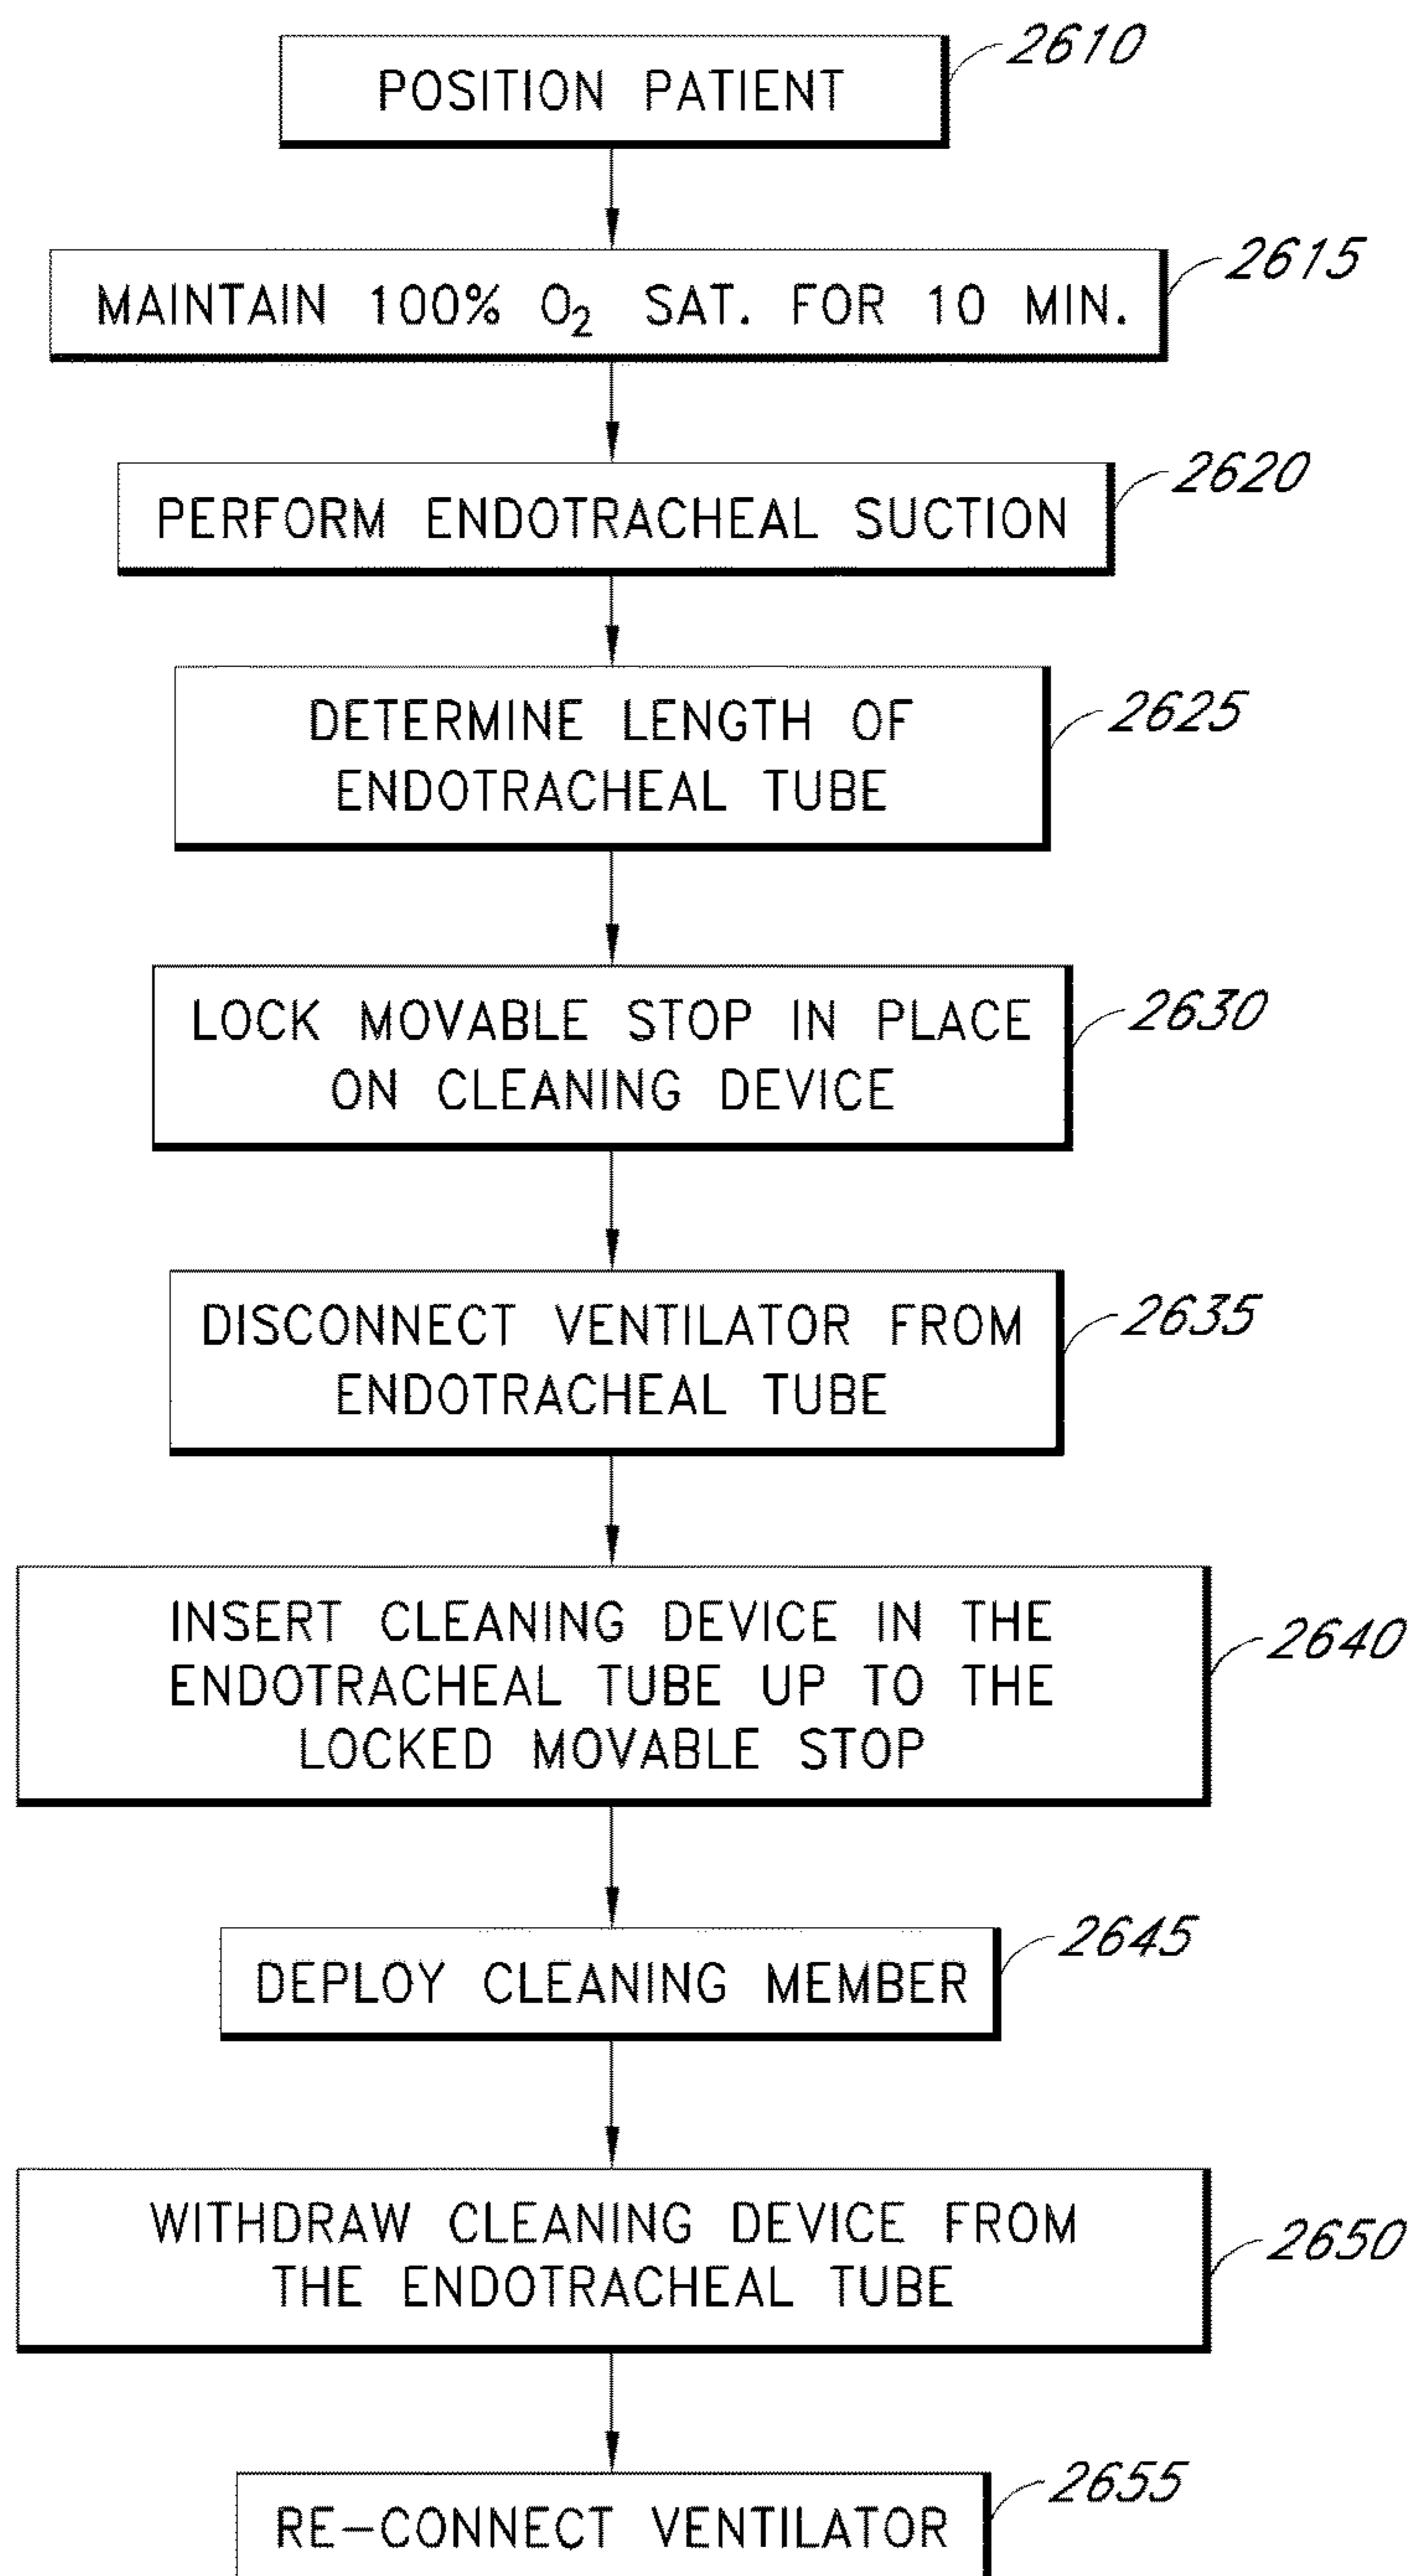 POSITION PATIENT
2610
MAINTAIN 100% O₂ SAT. FOR 10 MIN.
2615
PERFORM ENDOTRACHEAL SUCTION
2620
DETERMINE LENGTH OF
ENDOTRACHEAL TUBE
2625
LOCK MOVABLE STOP IN PLACE
ON CLEANING DEVICE
2630
DISCONNECT VENTILATOR FROM
ENDOTRACHEAL TUBE
2635
INSERT CLEANING DEVICE IN THE
ENDOTRACHEAL TUBE UP TO THE
LOCKED MOVABLE STOP
2640
DEPLOY CLEANING MEMBER
2645
WITHDRAW CLEANING DEVICE FROM
THE ENDOTRACHEAL TUBE
2650
RE-CONNECT VENTILATOR
2655